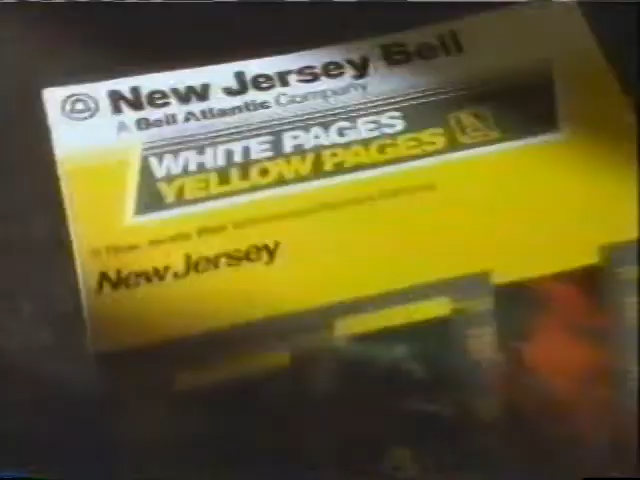 New Jersey Bell
A Bell Atlantic Company
WHITE PAGES
YELLOW PAGES
New Jersey